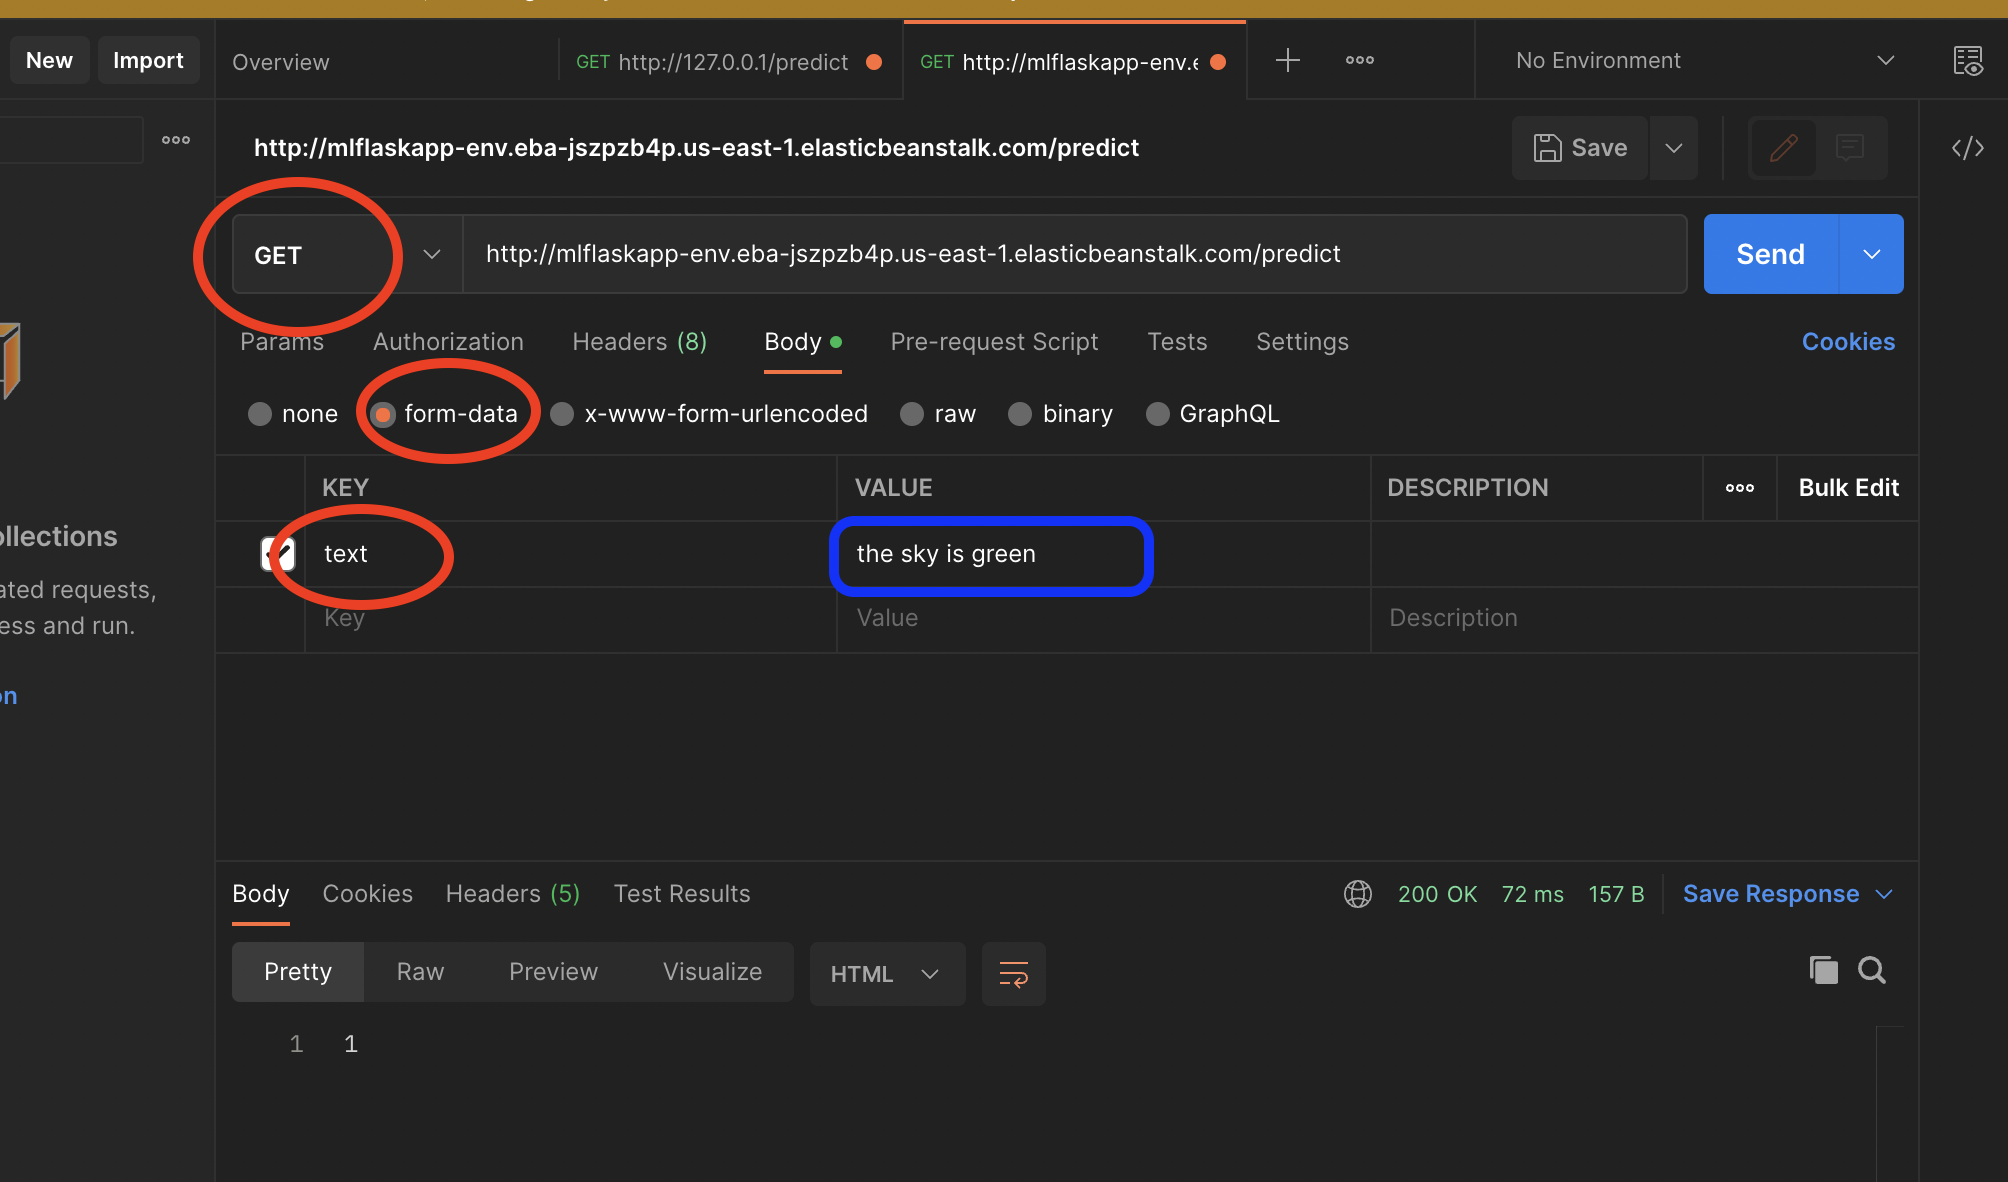 New Import Overview GET http://127.0.0.1/predict GET http://mlflaskapp-env.e No Environment
http://mlflaskapp-env.eba-jszpzb4p.us-east-1.elasticbeanstalk.com/predict Save
GET http://mlflaskapp-env.eba-jszpzb4p.us-east-1.elasticbeanstalk.com/predict Send
Params Authorization Headers (8) Body Pre-request Script Tests Settings Cookies
none form-data x-www-form-urlencoded raw binary GraphQL
KEY VALUE DESCRIPTION Bulk Edit
text the sky is green
Key Value Description
ollections
ated requests,
ess and run.
on
Body Cookies Headers (5) Test Results 200 OK 72 ms 157 B Save Response
Pretty Raw Preview Visualize HTML
1 1